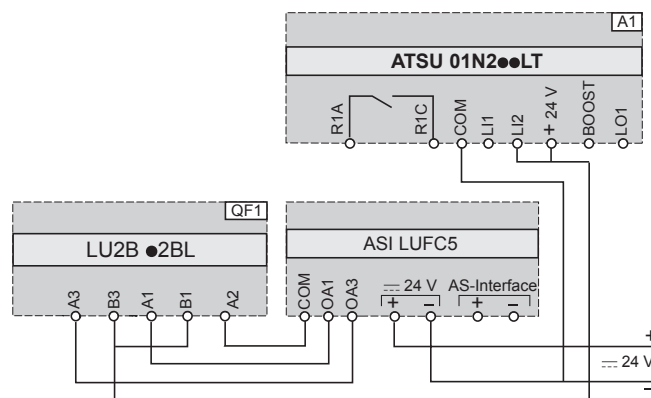 A1
ATSU 01N2●●LT
R1A
R1C
COM
LI1
LI2
+ 24 V
BOOST
LO1
QF1
LU2B ●2BL
A3
B3
A1
B1
A2
ASI LUFC5
COM
OA1
OA3
24 V
+ –
AS-Interface
+ –
+
24 V
–